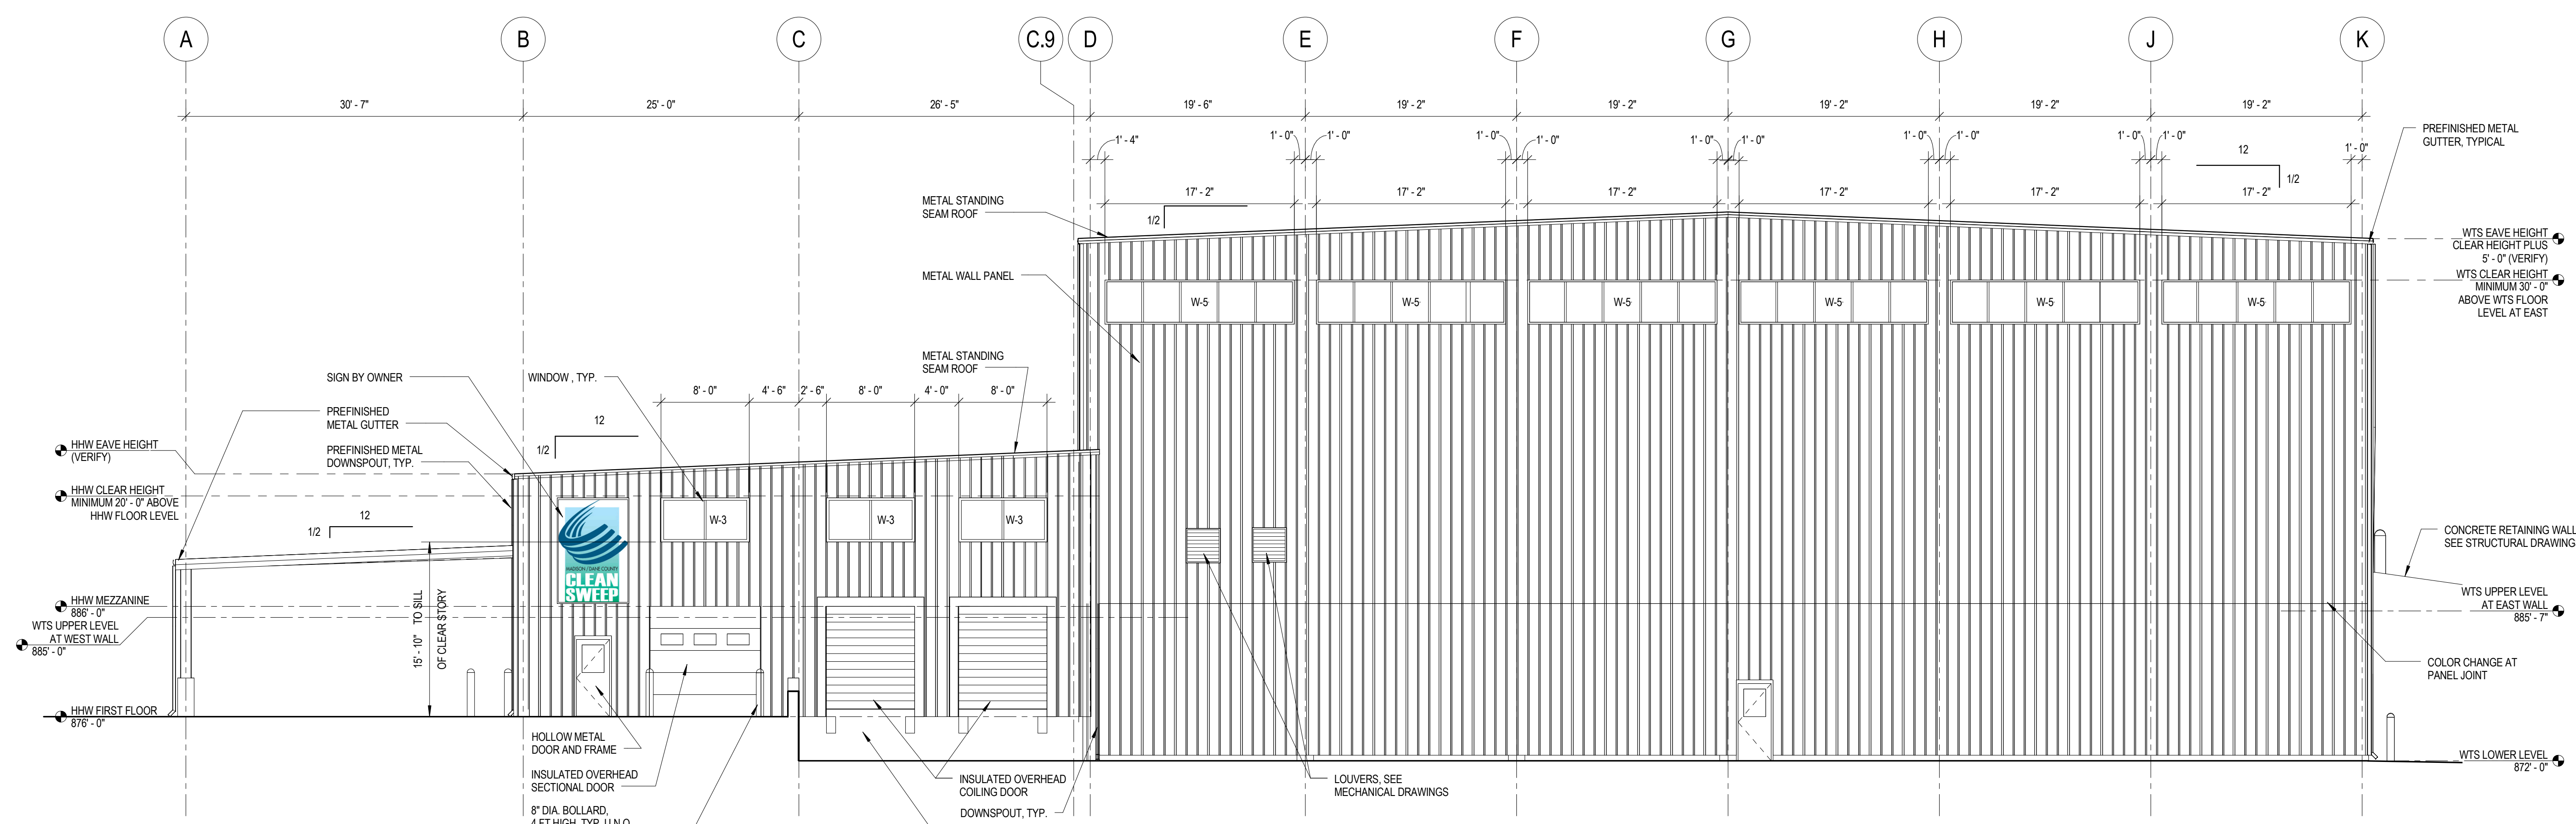 A
B
C
C.9
D
E
F
G
H
J
K
30' - 7"
25' - 0"
26' - 5"
19' - 6"
19' - 2"
19' - 2"
19' - 2"
19' - 2"
19' - 2"
1' - 4"
1' - 0"
1' - 0"
1' - 0"
1' - 0"
1' - 0"
1' - 0"
1' - 0"
1' - 0"
1' - 0"
1' - 0"
1' - 0"
17' - 2"
17' - 2"
17' - 2"
17' - 2"
17' - 2"
17' - 2"
12
1/2
PREFINISHED METAL
GUTTER, TYPICAL
METAL STANDING
SEAM ROOF
1/2
METAL WALL PANEL
WTS EAVE HEIGHT
CLEAR HEIGHT PLUS
5' - 0" (VERIFY)
WTS CLEAR HEIGHT
MINIMUM 30' - 0"
ABOVE WTS FLOOR
LEVEL AT EAST
W-5
W-5
W-5
W-5
W-5
W-5
METAL STANDING
SEAM ROOF
SIGN BY OWNER
WINDOW , TYP.
8' - 0"
4' - 6"
2' - 6"
8' - 0"
4' - 0"
8' - 0"
PREFINISHED
METAL GUTTER
12
1/2
HHW EAVE HEIGHT
(VERIFY)
PREFINISHED METAL
DOWNSPOUT, TYP.
HHW CLEAR HEIGHT
MINIMUM 20' - 0" ABOVE
HHW FLOOR LEVEL
12
1/2
W-3
W-3
W-3
MADISON / DANE COUNTY
CLEAN
SWEEP
CONCRETE RETAINING WALL
SEE STRUCTURAL DRAWING
HHW MEZZANINE
886' - 0"
WTS UPPER LEVEL
AT WEST WALL
885' - 0"
15' - 10" TO SILL
OF CLEAR STORY
WTS UPPER LEVEL
AT EAST WALL
885' - 7"
COLOR CHANGE AT
PANEL JOINT
HHW FIRST FLOOR
876' - 0"
HOLLOW METAL
DOOR AND FRAME
INSULATED OVERHEAD
SECTIONAL DOOR
8" DIA. BOLLARD,
4 FT HIGH, TYP. U.N.O.
INSULATED OVERHEAD
COILING DOOR
DOWNSPOUT, TYP.
LOUVERS, SEE
MECHANICAL DRAWINGS
WTS LOWER LEVEL
872' - 0"